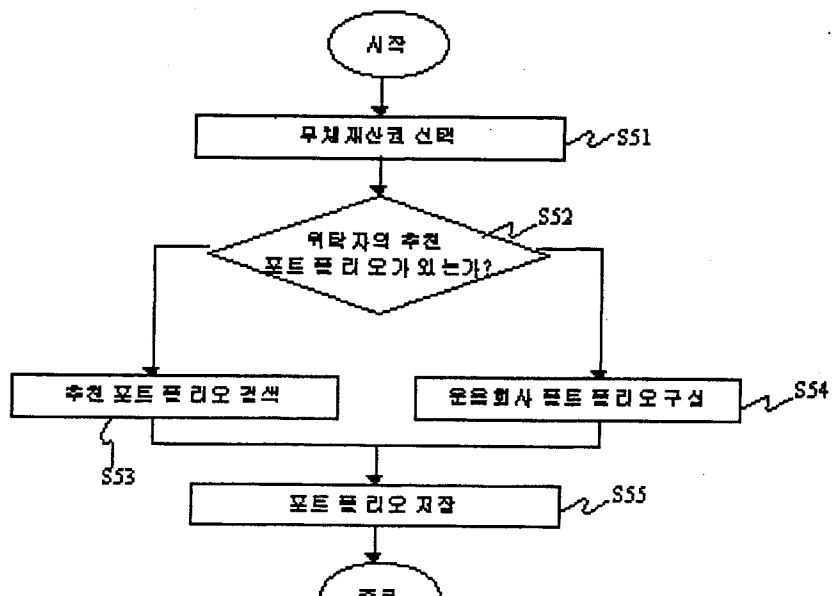 시작
무체재산권 선택
S51
S52
위탁자의 추천
포트 폴 리 오가 있 는가?
추천 포트 폴 리오 검색
운용회사 폴트 폴 리 오 구성
S54
S53
포트 폴 리오 저장
S55
종료